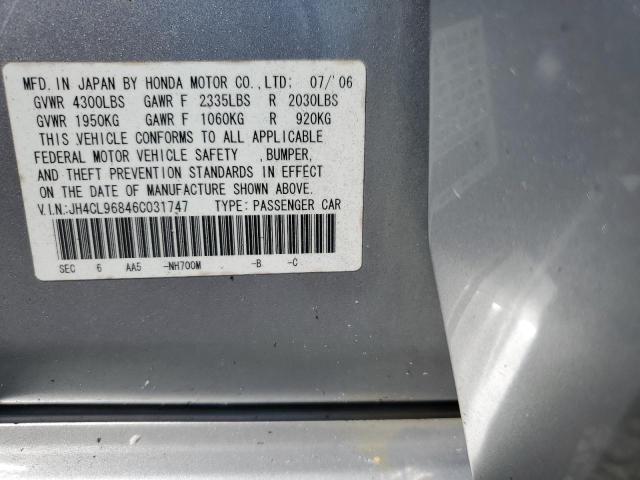 MFD. IN JAPAN BY HONDA MOTOR CO., LTD; 07/'06
GVWR 4300LBS GAWR F 2335LBS R 2030LBS
GVWR 1950KG GAWR F 1060KG R 920KG
THIS VEHICLE CONFORMS TO ALL APPLICABLE
FEDERAL MOTOR VEHICLE SAFETY , BUMPER,
AND THEFT PREVENTION STANDARDS IN EFFECT
ON THE DATE OF MANUFACTURE SHOWN ABOVE.
V.I.N.:JH4CL96846C031747 TYPE: PASSENGER CAR
SEC 6 AA5 -NH700M -B -C